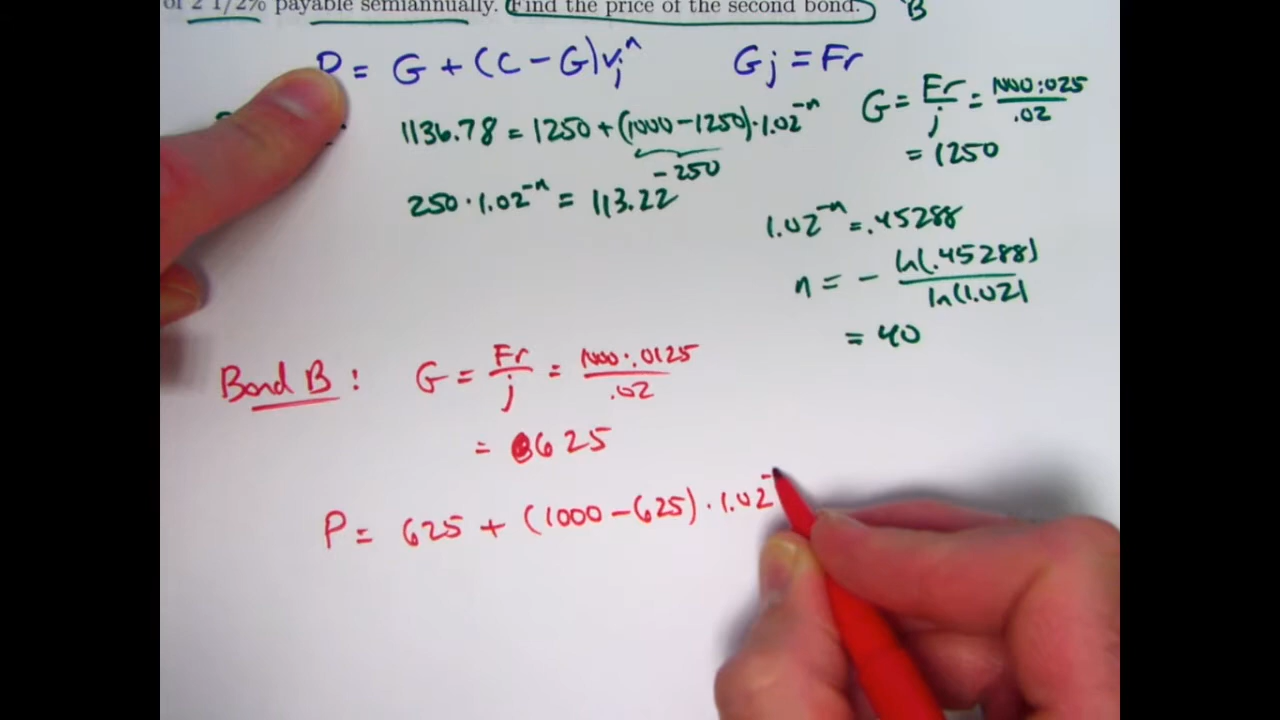 of 2 1/2% payable semiannually. Find the price of the second bond. B
P = G + (C - G)v_j^n Gj = Fr
1136.78 = 1250 + (1000 - 1250) · 1.02^-n
-250
250 · 1.02^-n = 113.22
G = Fr/j = 1000·.025/.02
= 1250
1.02^-n = .45288
n = - ln(.45288)/ln(1.02)
= 40
Bond B : G = Fr/j = 1000·.0125/.02
= 625
P = 625 + (1000 - 625) · 1.02^-